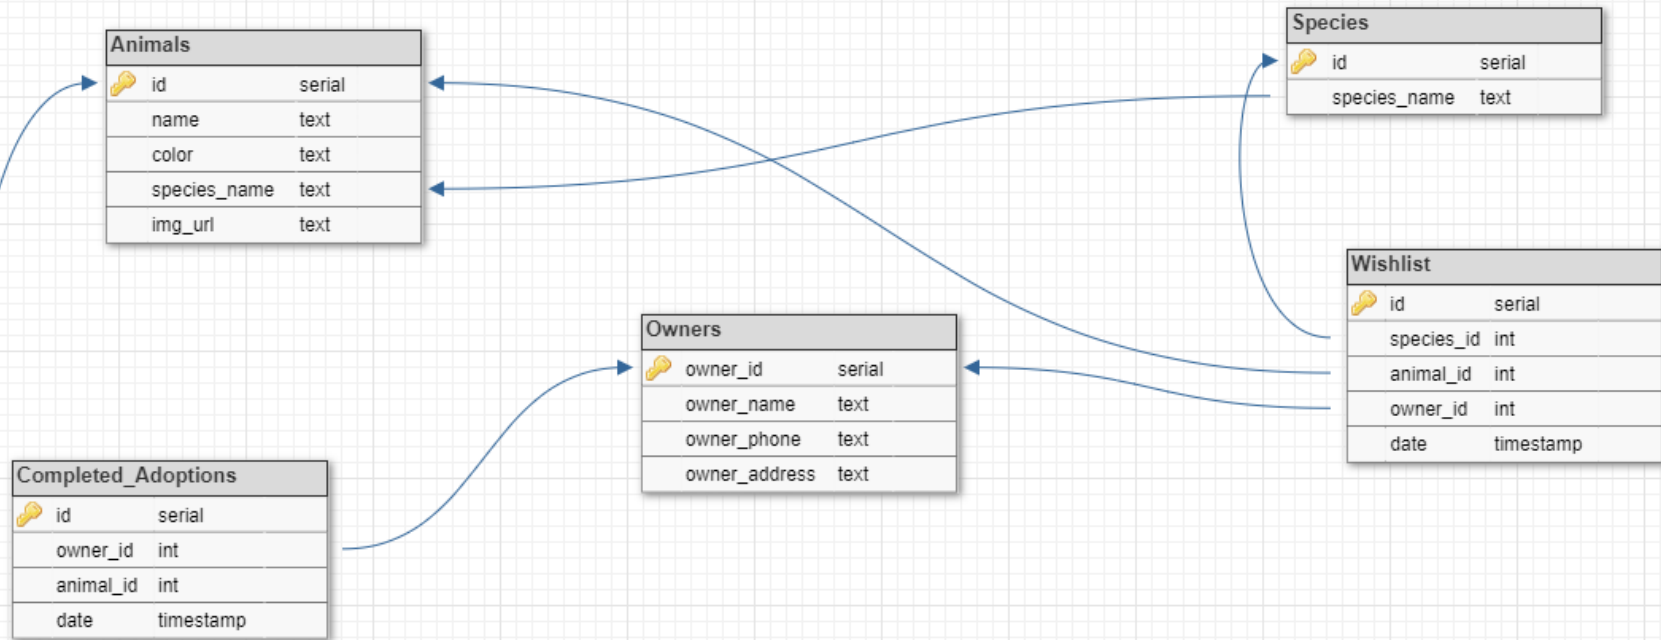 Animals
id serial
name text
color text
species_name text
img_url text
Species
id serial
species_name text
Wishlist
id serial
species_id int
animal_id int
owner_id int
date timestamp
Owners
owner_id serial
owner_name text
owner_phone text
owner_address text
Completed_Adoptions
id serial
owner_id int
animal_id int
date timestamp